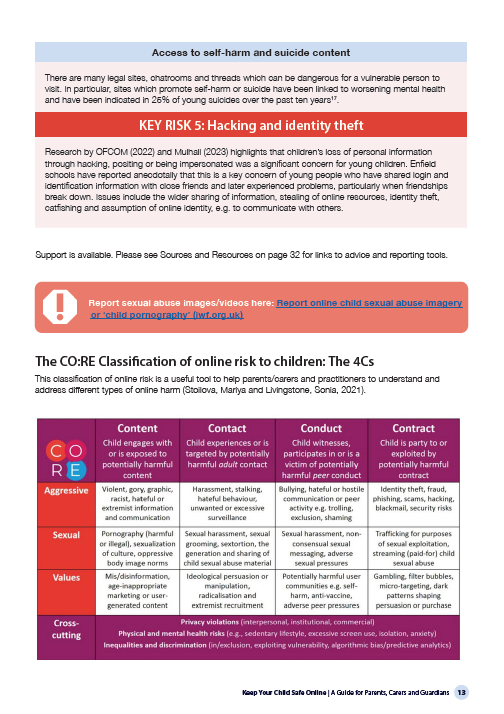 Access to self-harm and suicide content
There are many legal sites, chatrooms and threads which can be dangerous for a vulnerable person to
visit. In particular, sites which promote self-harm or suicide have been linked to worsening mental health
and have been indicated in 26% of young suicides over the past ten years¹⁷.
KEY RISK 5: Hacking and identity theft
Research by OFCOM (2022) and Mulhall (2023) highlights that children's loss of personal information
through hacking, positing or being impersonated was a significant concern for young children. Enfield
schools have reported anecdotally that this is a key concern of young people who have shared login and
identification information with close friends and later experienced problems, particularly when friendships
break down. Issues include the wider sharing of information, stealing of online resources, identity theft,
catfishing and assumption of online identity, e.g. to communicate with others.
Support is available. Please see Sources and Resources on page 32 for links to advice and reporting tools.
Report sexual abuse images/videos here: Report online child sexual abuse imagery
or 'child pornography' (iwf.org.uk)
The CO:RE Classification of online risk to children: The 4Cs
This classification of online risk is a useful tool to help parents/carers and practitioners to understand and
address different types of online harm (Stoilova, Mariya and Livingstone, Sonia, 2021).
CO
RE
Content
Child engages with
or is exposed to
potentially harmful
content
Contact
Child experiences or is
targeted by potentially
harmful adult contact
Conduct
Child witnesses,
participates in or is a
victim of potentially
harmful peer conduct
Contract
Child is party to or
exploited by
potentially harmful
contract
Aggressive
Violent, gory, graphic,
racist, hateful or
extremist information
and communication
Harassment, stalking,
hateful behaviour,
unwanted or excessive
surveillance
Bullying, hateful or hostile
communication or peer
activity e.g. trolling,
exclusion, shaming
Identity theft, fraud,
phishing, scams, hacking,
blackmail, security risks
Sexual
Pornography (harmful
or illegal), sexualization
of culture, oppressive
body image norms
Sexual harassment, sexual
grooming, sextortion, the
generation and sharing of
child sexual abuse material
Sexual harassment, non-
consensual sexual
messaging, adverse
sexual pressures
Trafficking for purposes
of sexual exploitation,
streaming (paid-for) child
sexual abuse
Values
Mis/disinformation,
age-inappropriate
marketing or user-
generated content
Ideological persuasion or
manipulation,
radicalisation and
extremist recruitment
Potentially harmful user
communities e.g. self-
harm, anti-vaccine,
adverse peer pressures
Gambling, filter bubbles,
micro-targeting, dark
patterns shaping
persuasion or purchase
Cross-
cutting
Privacy violations (interpersonal, institutional, commercial)
Physical and mental health risks (e.g., sedentary lifestyle, excessive screen use, isolation, anxiety)
Inequalities and discrimination (in/exclusion, exploiting vulnerability, algorithmic bias/predictive analytics)
Keep Your Child Safe Online | A Guide for Parents, Carers and Guardians 13